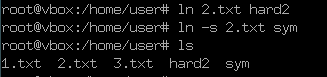 root@vbox:/home/user# ln 2.txt hard2
root@vbox:/home/user# ln -s 2.txt sym
root@vbox:/home/user# ls
1.txt  2.txt  3.txt  hard2  sym